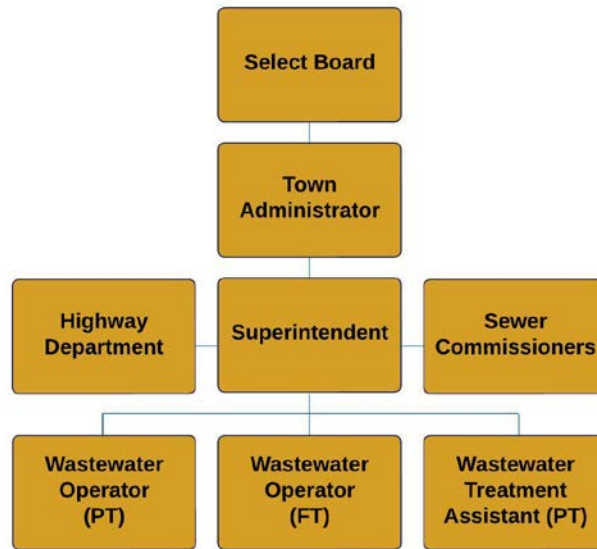 Select Board
Town
Administrator
Highway
Department
Superintendent
Sewer
Commissioners
Wastewater
Operator
(PT)
Wastewater
Operator
(FT)
Wastewater
Treatment
Assistant (PT)